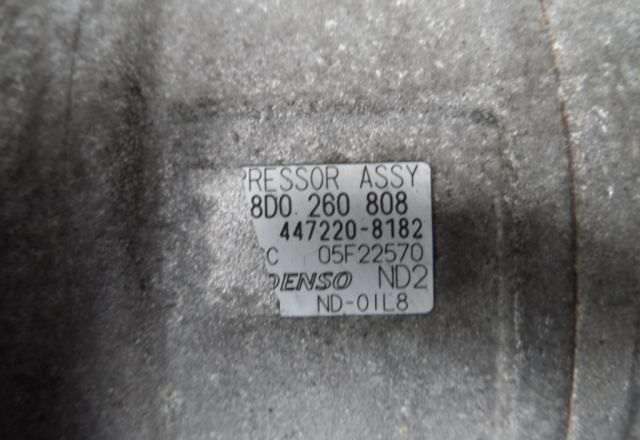 PRESSOR ASSY
8D0 260 808
447220-8182
C 05F22570
DENSO ND2
ND-OIL8